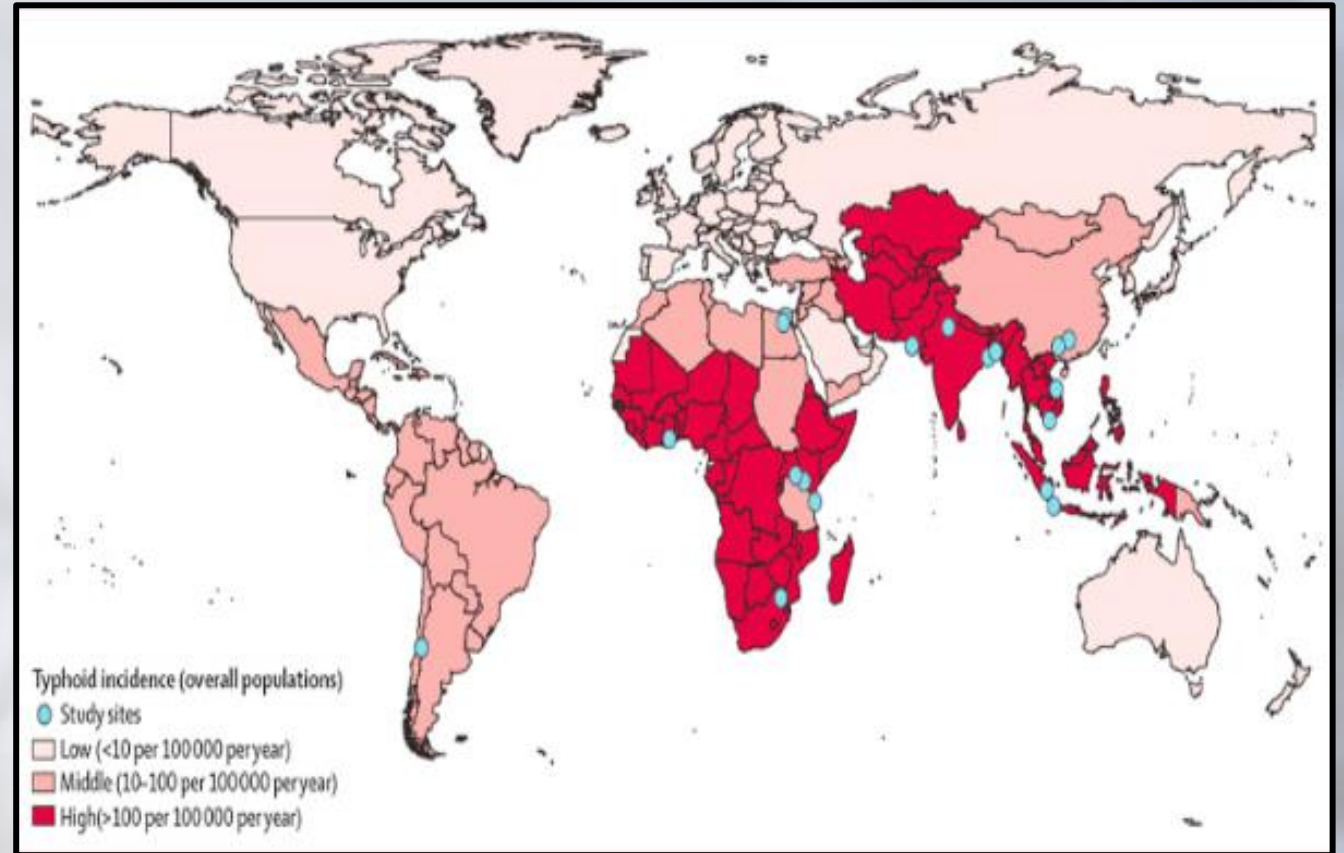 Typhoid incidence (overall populations)
Study sites
Low (<10 per 100 000 per year)
Middle (10–100 per 100 000 per year)
High(>100 per 100 000 per year)